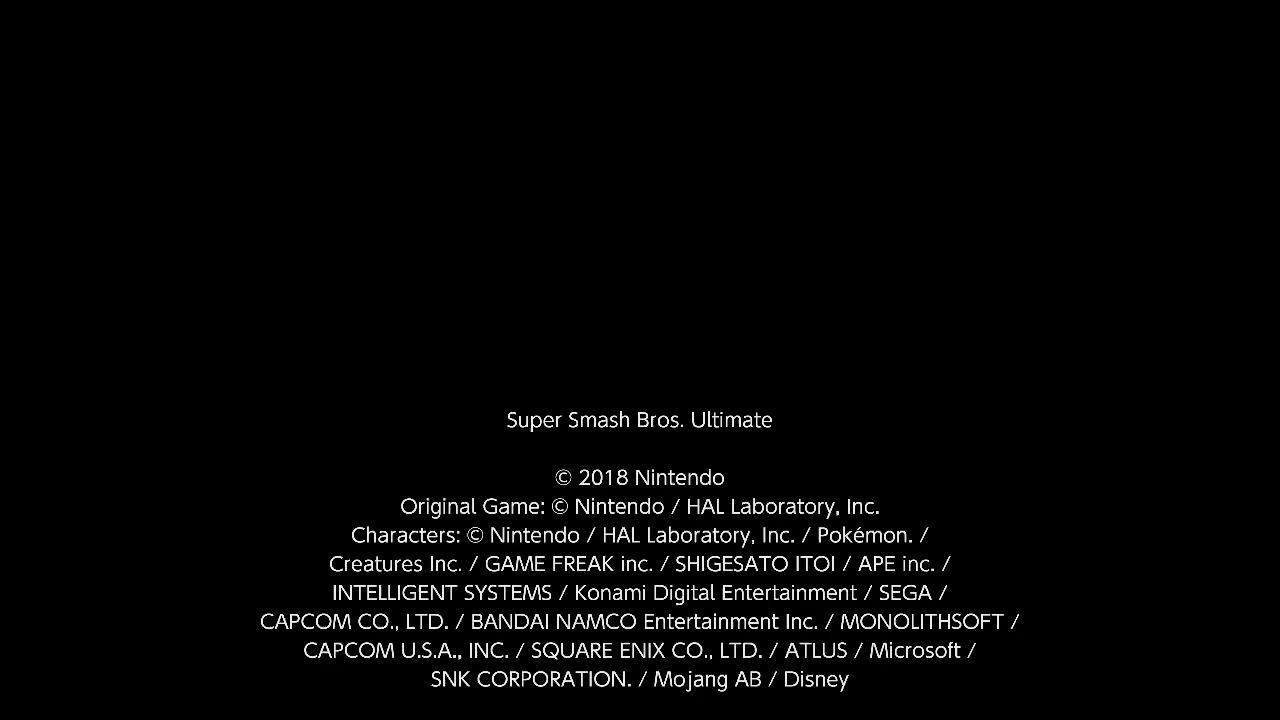 Super Smash Bros. Ultimate
© 2018 Nintendo
Original Game: © Nintendo / HAL Laboratory, Inc.
Characters: © Nintendo / HAL Laboratory, Inc. / Pokémon. /
Creatures Inc. / GAME FREAK inc. / SHIGESATO ITOI / APE inc. /
INTELLIGENT SYSTEMS / Konami Digital Entertainment / SEGA /
CAPCOM CO., LTD. / BANDAI NAMCO Entertainment Inc. / MONOLITHSOFT /
CAPCOM U.S.A., INC. / SQUARE ENIX CO., LTD. / ATLUS / Microsoft /
SNK CORPORATION. / Mojang AB / Disney